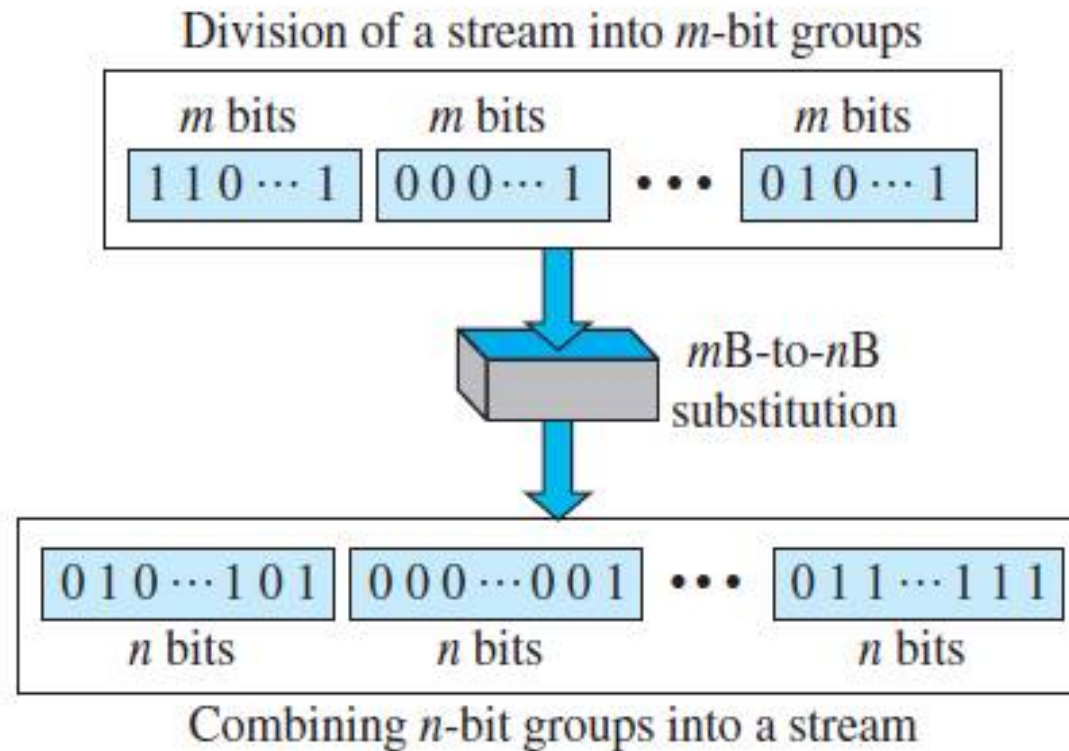 Division of a stream into m-bit groups
m bits m bits m bits
1 1 0 ··· 1 0 0 0 ··· 1 ••• 0 1 0 ··· 1
mB-to-nB
substitution
0 1 0 ··· 1 0 1 0 0 0 ··· 0 0 1 ••• 0 1 1 ··· 1 1 1
n bits n bits n bits
Combining n-bit groups into a stream